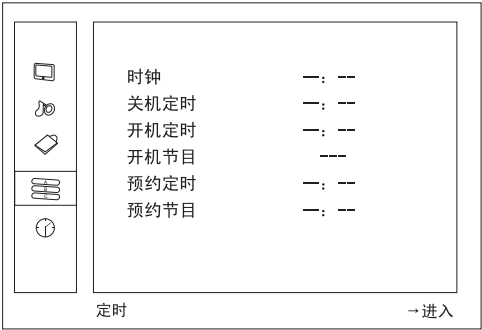 时钟 —: --
关机定时 —: --
开机定时 —: --
开机节目 ---
预约定时 —: --
预约节目 —: --
定时 →进入